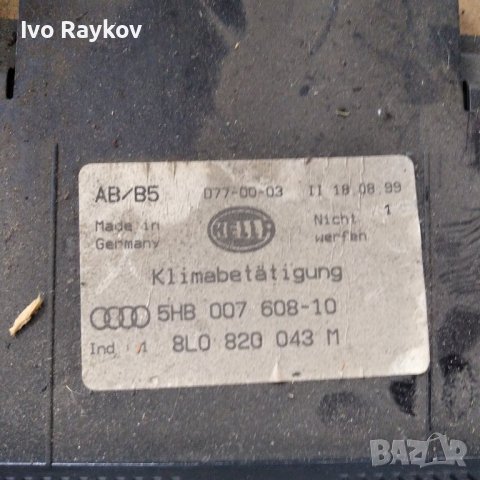 Ivo Raykov
AB/B5 077-00-03 II 18.08.99
Made in Germany
HELLA
Nicht werfen
1
Klimabetätigung
5HB 007 608-10
Ind : A 8L0 820 043 M
BAZAR